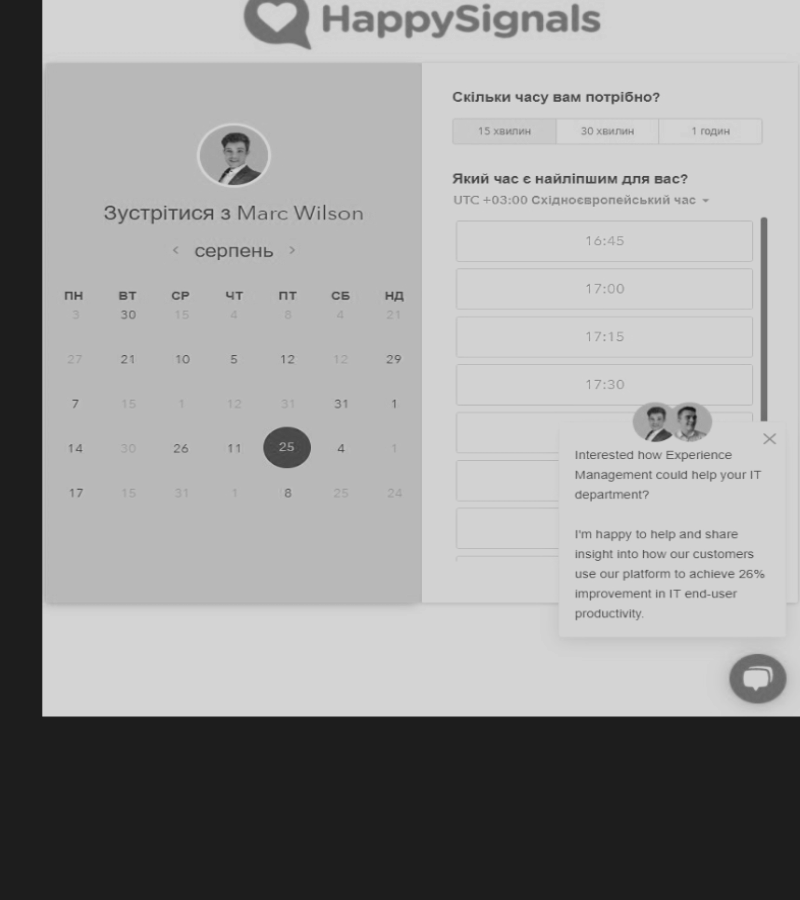 HappySignals
Зустрітися з Marc Wilson
серпень
ПН ВТ СР ЧТ ПТ СБ НД
3 30 15 4 8 4 21
27 21 10 5 12 12 29
7 15 1 12 31 31 1
14 30 26 11 25 4 1
17 15 31 1 8 25 24
Скільки часу вам потрібно?
15 хвилин 30 хвилин 1 годин
Який час є найліпшим для вас?
UTC +03:00 Східноєвропейський час
16:45
17:00
17:15
17:30
Interested how Experience
Management could help your IT
department?
I'm happy to help and share
insight into how our customers
use our platform to achieve 26%
improvement in IT end-user
productivity.